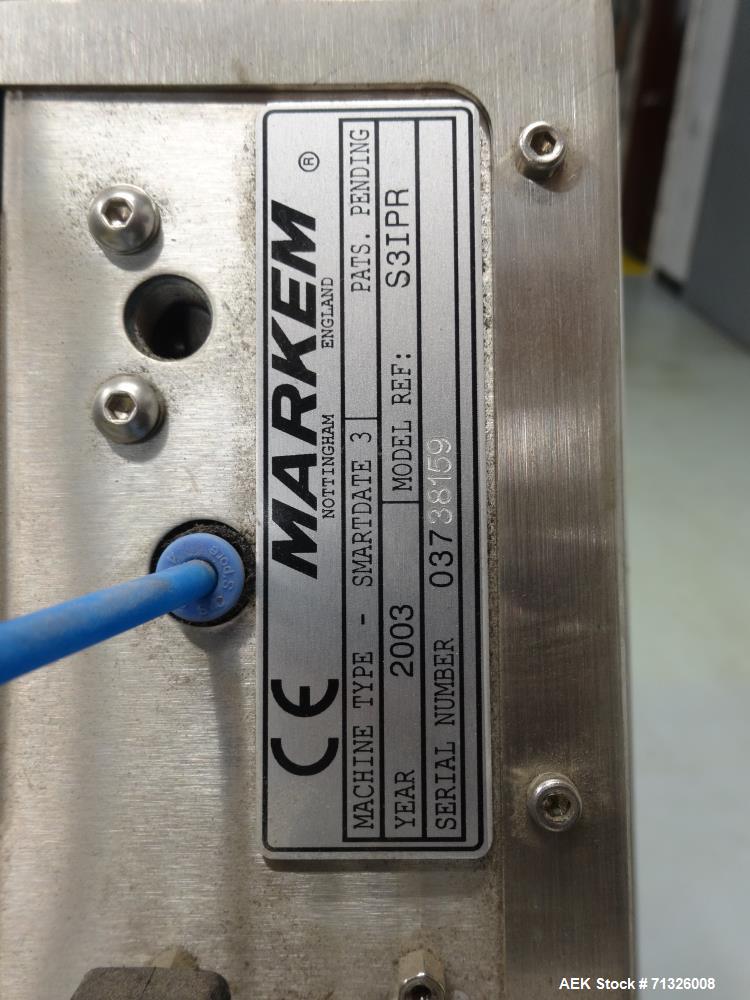 MARKEM ®
NOTTINGHAM ENGLAND
CE
MACHINE TYPE - SMARTDATE 3 PATS. PENDING
YEAR 2003 MODEL REF: S3IPR
SERIAL NUMBER 03738159
AEK Stock #71326008